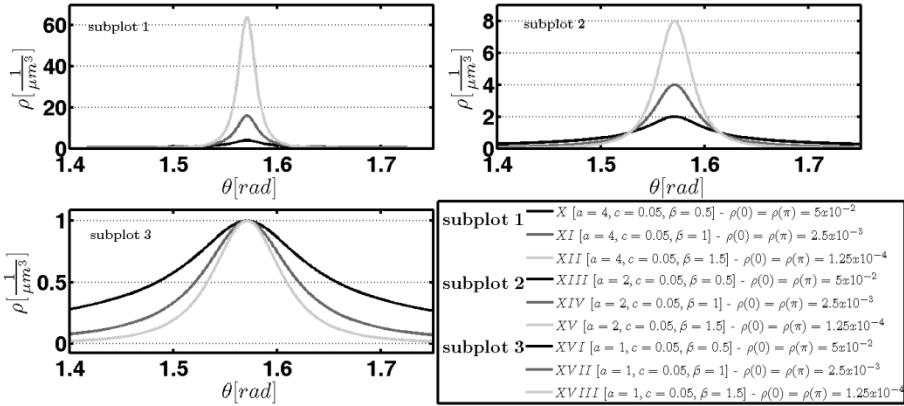 subplot 1
60
40
20
0
ρ[1/μm³]
1.4 1.5 1.6 1.7
θ[rad]
subplot 2
8
6
4
2
0
ρ[1/μm³]
1.4 1.5 1.6 1.7
θ[rad]
subplot 3
1
0.5
0
ρ[1/μm³]
1.4 1.5 1.6 1.7
θ[rad]
subplot 1 X [a = 4, c = 0.05, β = 0.5] - ρ(0) = ρ(π) = 5x10⁻²
XI [a = 4, c = 0.05, β = 1] - ρ(0) = ρ(π) = 2.5x10⁻³
XII [a = 4, c = 0.05, β = 1.5] - ρ(0) = ρ(π) = 1.25x10⁻⁴
subplot 2 XIII [a = 2, c = 0.05, β = 0.5] - ρ(0) = ρ(π) = 5x10⁻²
XIV [a = 2, c = 0.05, β = 1] - ρ(0) = ρ(π) = 2.5x10⁻³
XV [a = 2, c = 0.05, β = 1.5] - ρ(0) = ρ(π) = 1.25x10⁻⁴
subplot 3 XVI [a = 1, c = 0.05, β = 0.5] - ρ(0) = ρ(π) = 5x10⁻²
XVII [a = 1, c = 0.05, β = 1] - ρ(0) = ρ(π) = 2.5x10⁻³
XVIII [a = 1, c = 0.05, β = 1.5] - ρ(0) = ρ(π) = 1.25x10⁻⁴